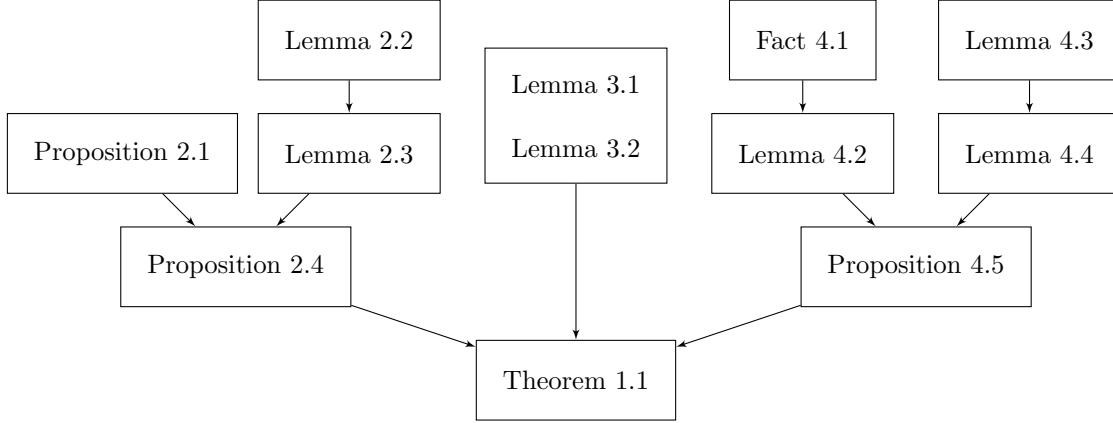 Lemma 2.2
Fact 4.1
Lemma 4.3
Lemma 3.1
Lemma 3.2
Proposition 2.1
Lemma 2.3
Lemma 4.2
Lemma 4.4
Proposition 2.4
Proposition 4.5
Theorem 1.1